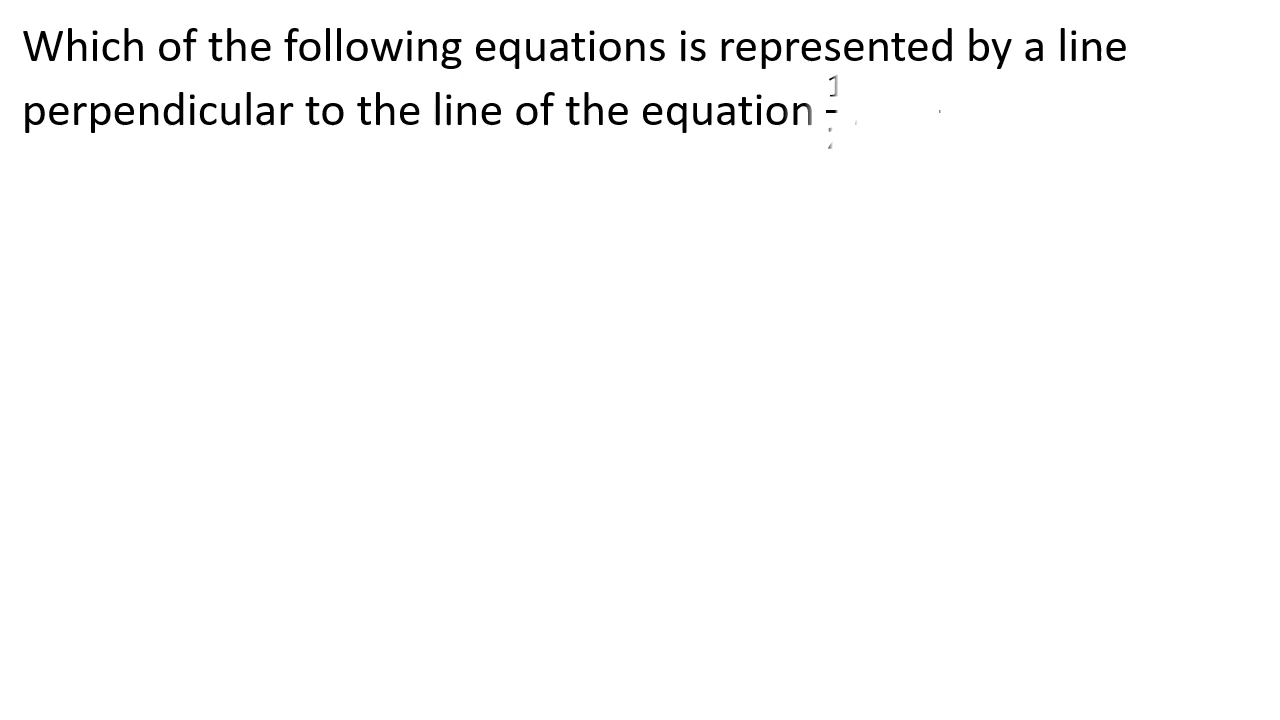 Which of the following equations is represented by a line
perpendicular to the line of the equation